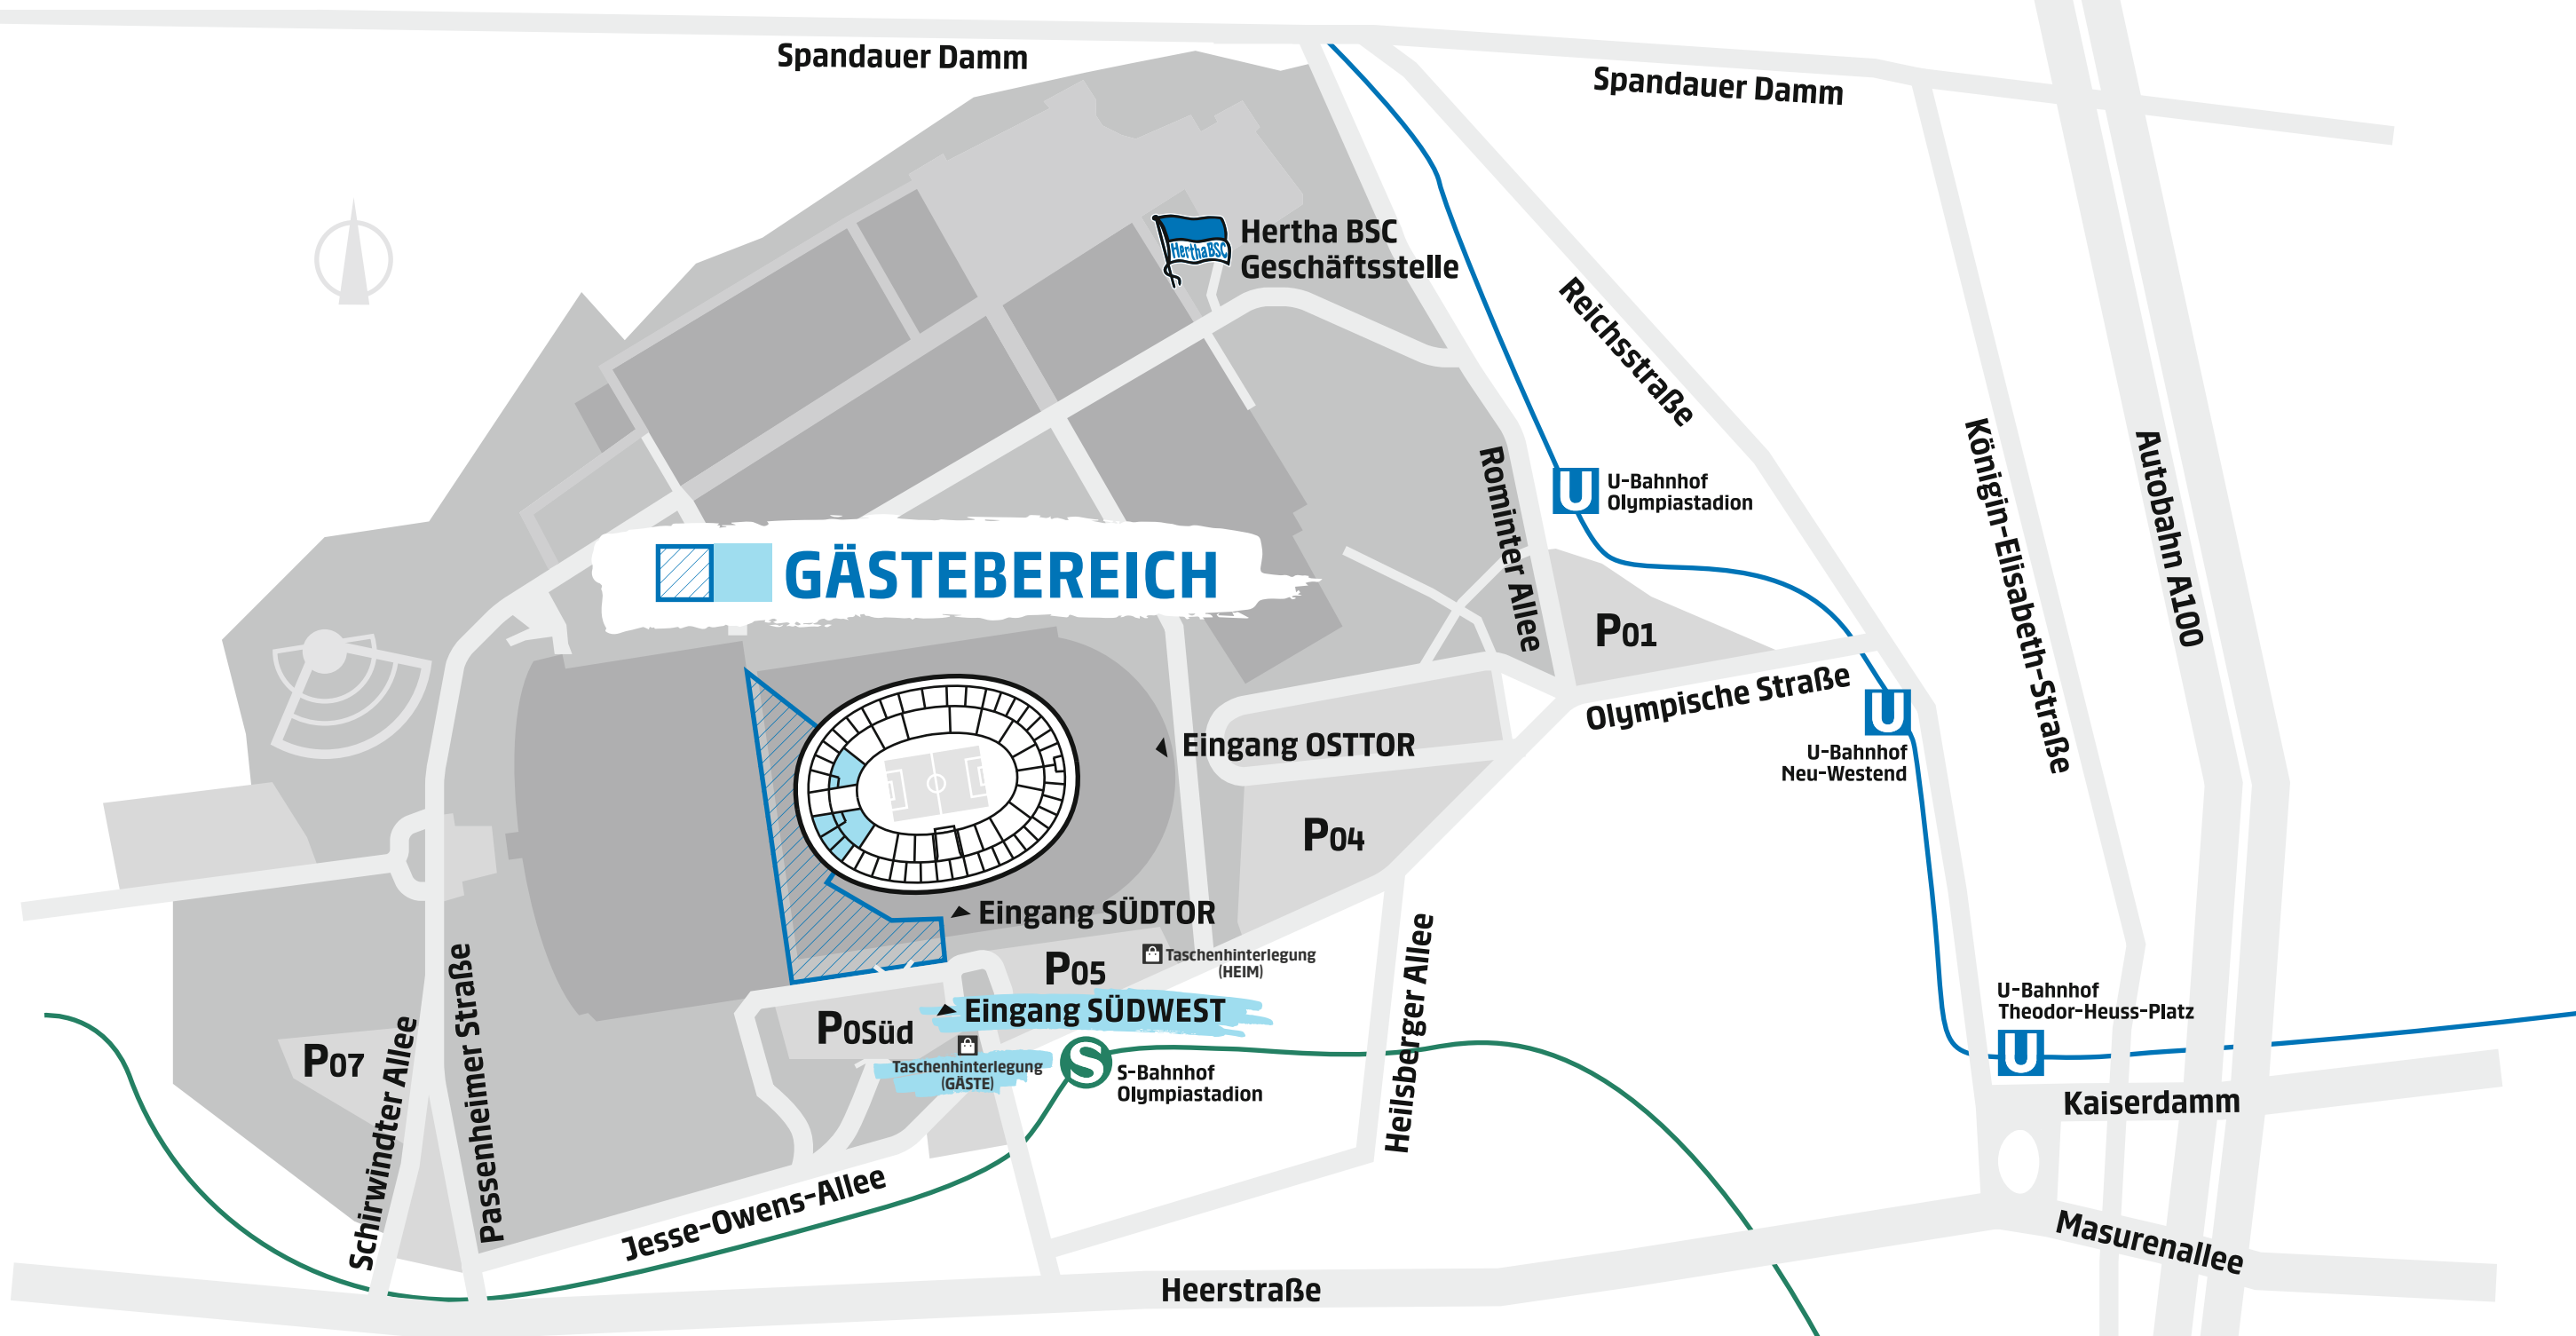 Spandauer Damm
Spandauer Damm
HerthaBSC
Hertha BSC
Geschäftsstelle
Reichsstraße
Königin-Elisabeth-Straße
Autobahn A100
Rominter Allee
U
U-Bahnhof
Olympiastadion
GÄSTEBEREICH
P01
Olympische Straße
U
U-Bahnhof
Neu-Westend
Eingang OSTTOR
P04
Eingang SÜDTOR
Taschenhinterlegung
(HEIM)
P05
Eingang SÜDWEST
P0Süd
Taschenhinterlegung
(GÄSTE)
S
S-Bahnhof
Olympiastadion
P07
Schirwindter Allee
Passenheimer Straße
Heilsberger Allee
U-Bahnhof
Theodor-Heuss-Platz
U
Kaiserdamm
Jesse-Owens-Allee
Masurenallee
Heerstraße